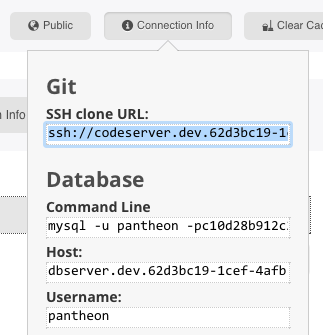 Public
Connection Info
Clear Cac
n Info
Git
SSH clone URL:
ssh://codeserver.dev.62d3bc19-1
Database
Command Line
mysql -u pantheon -pc10d28b912c
Host:
dbserver.dev.62d3bc19-1cef-4afb
Username:
pantheon